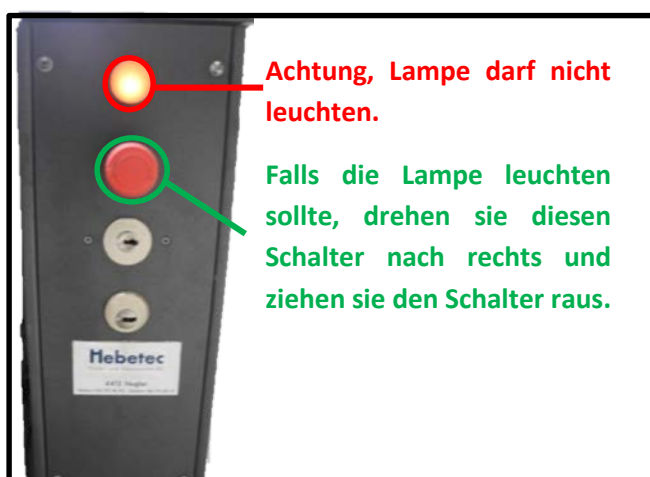 Achtung, Lampe darf nicht
leuchten.
Falls die Lampe leuchten
sollte, drehen sie diesen
Schalter nach rechts und
ziehen sie den Schalter raus.
Hebetec